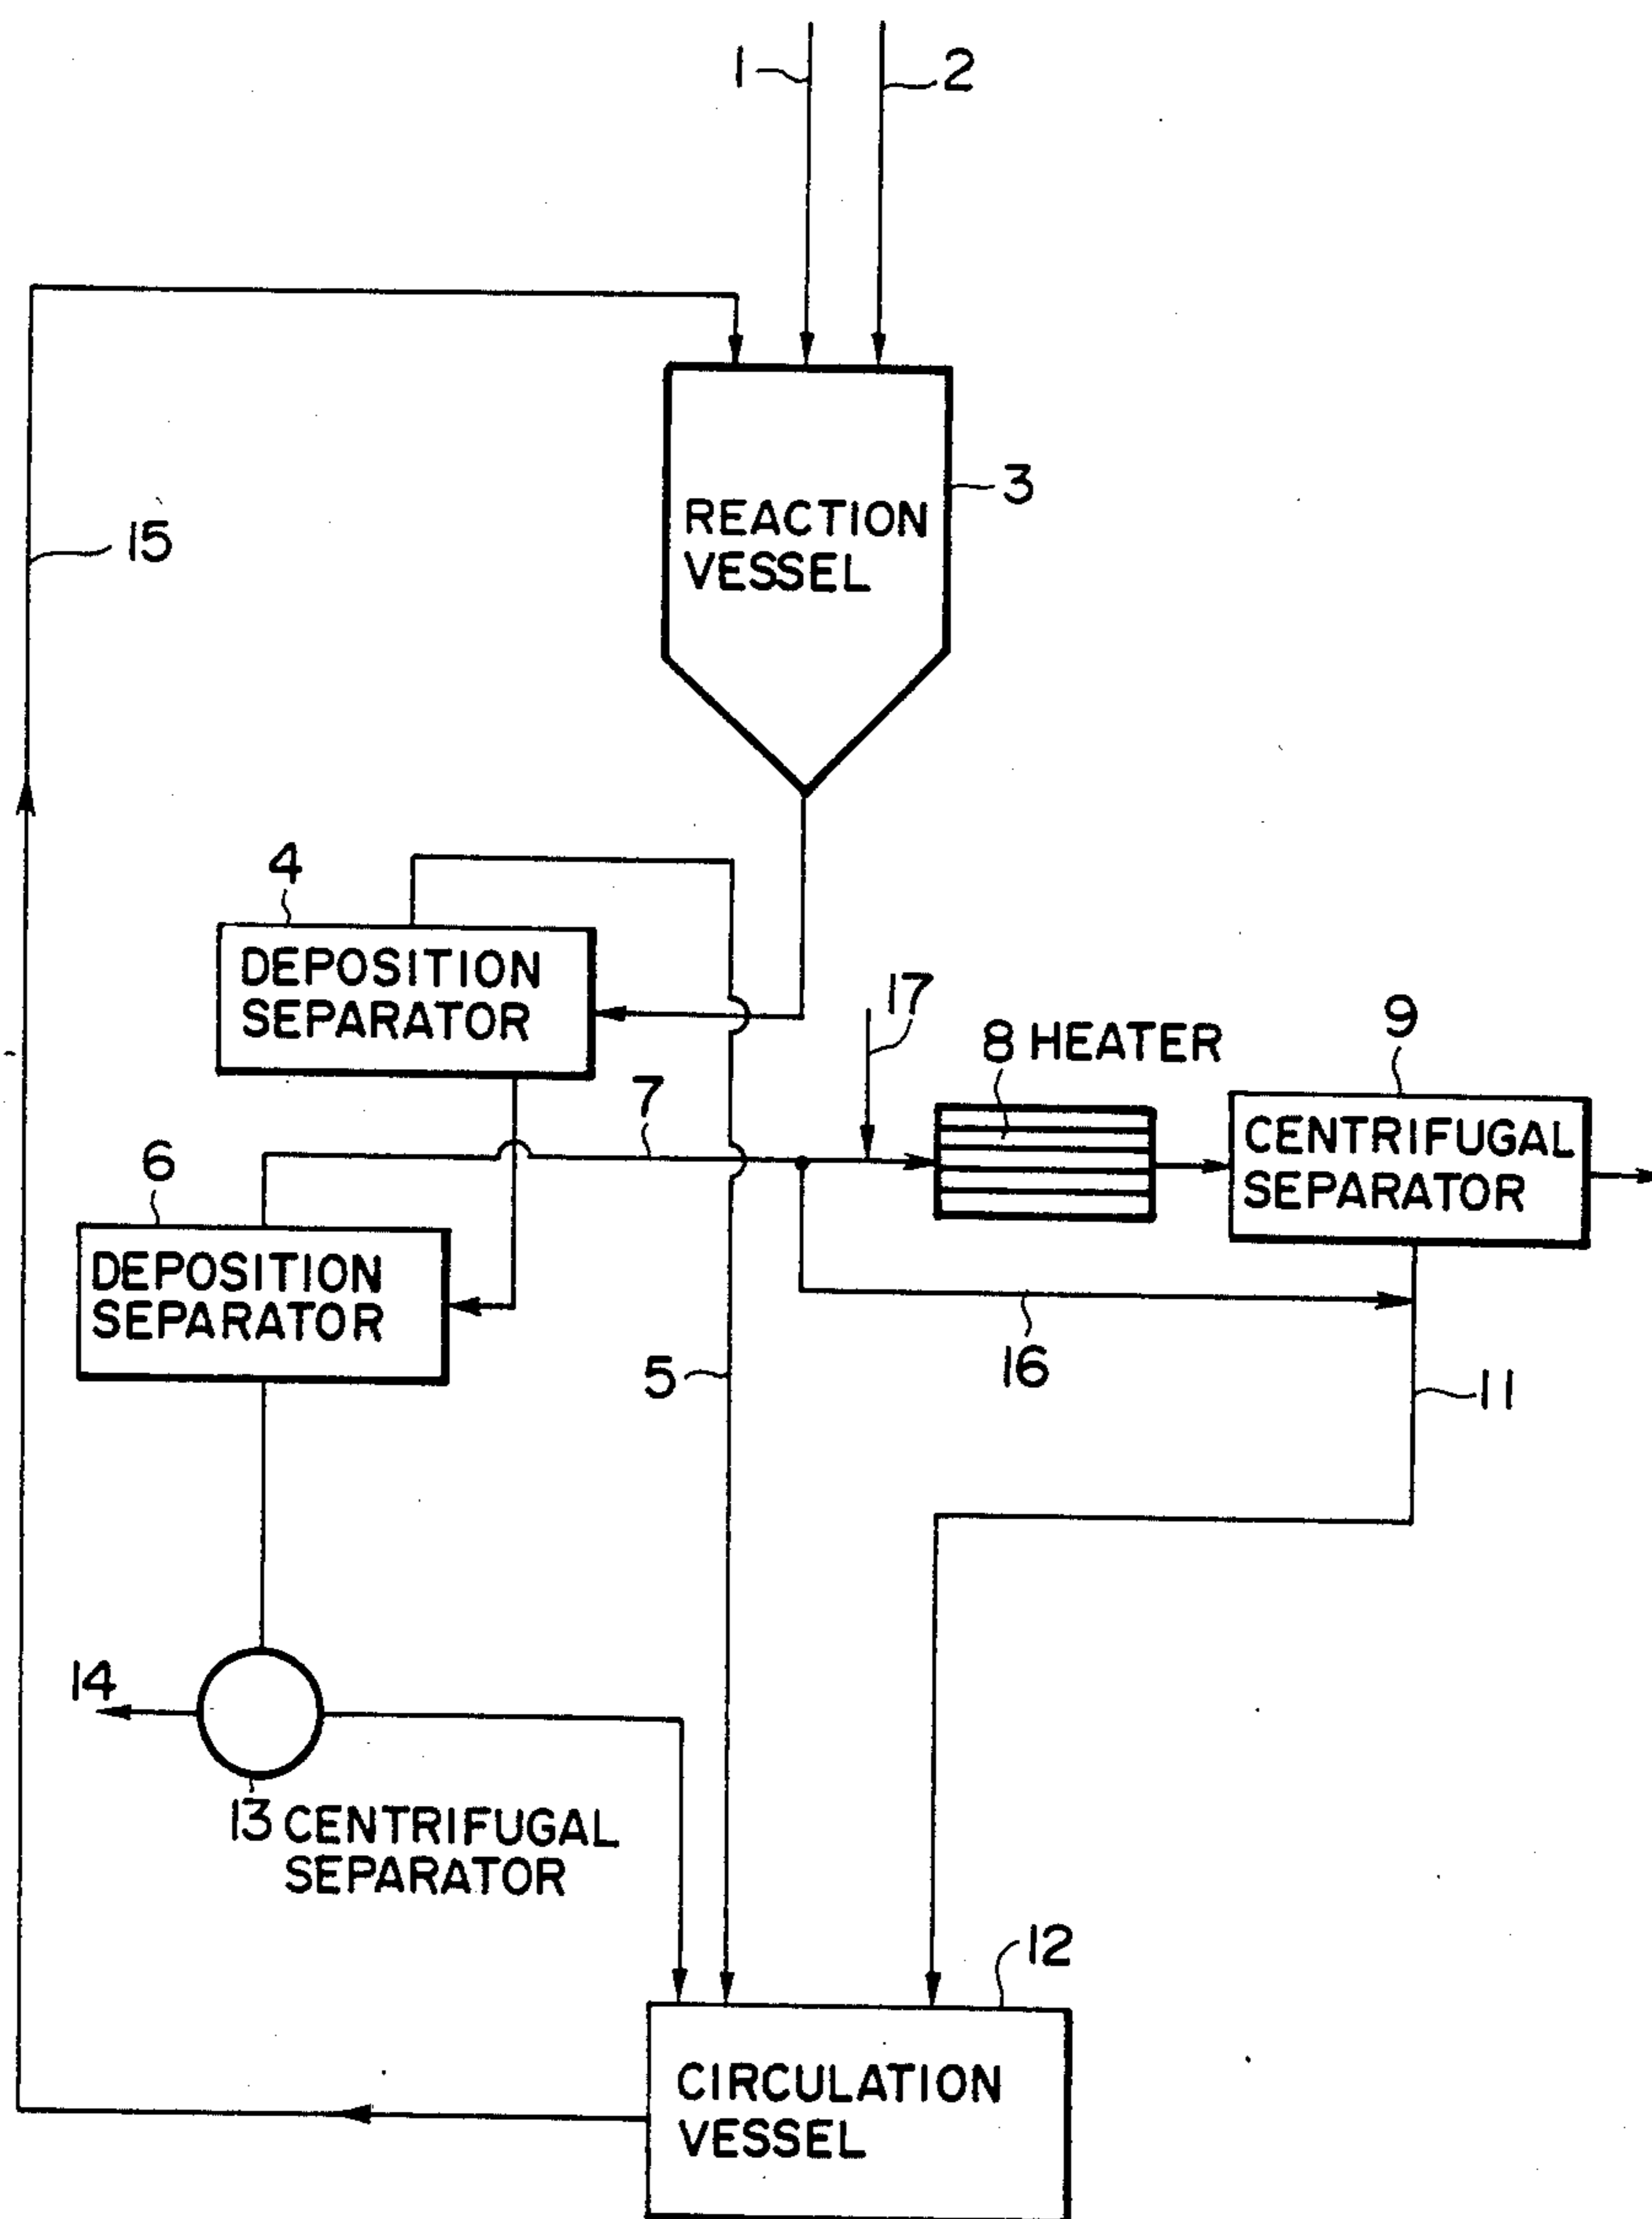 1
2
3
REACTION
VESSEL
15
4
DEPOSITION
SEPARATOR
17
8 HEATER
9
7
CENTRIFUGAL
SEPARATOR
6
DEPOSITION
SEPARATOR
5
16
11
14
13 CENTRIFUGAL
SEPARATOR
12
CIRCULATION
VESSEL